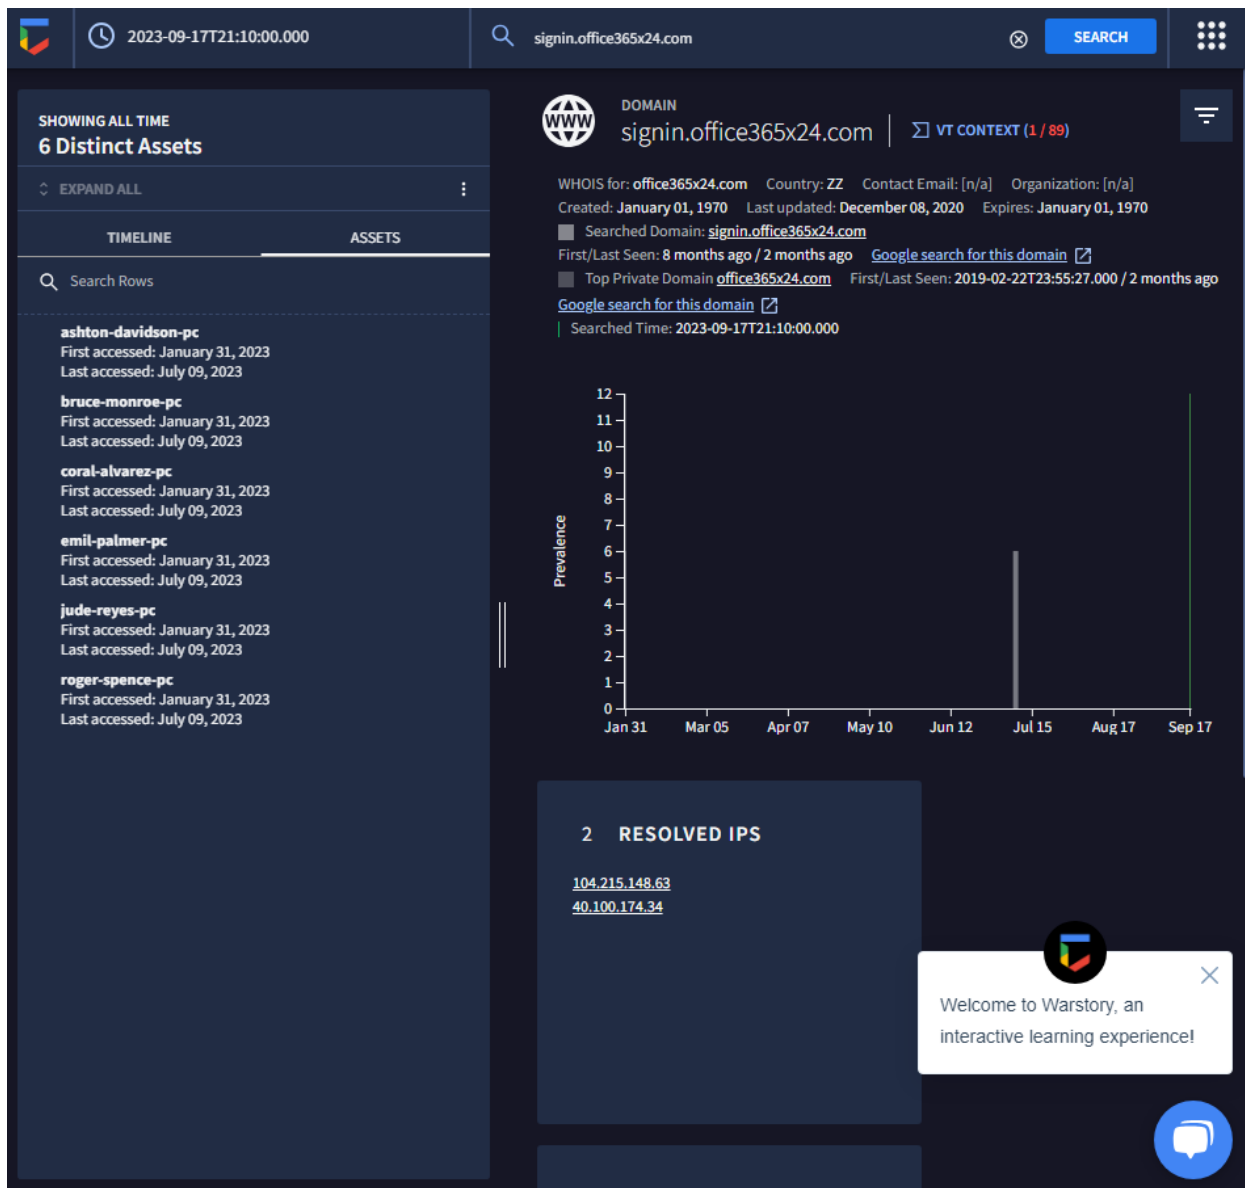 2023-09-17T21:10:00.000
signin.office365x24.com
SEARCH
SHOWING ALL TIME
6 Distinct Assets
EXPAND ALL
TIMELINE ASSETS
Search Rows
ashton-davidson-pc
First accessed: January 31, 2023
Last accessed: July 09, 2023
bruce-monroe-pc
First accessed: January 31, 2023
Last accessed: July 09, 2023
coral-alvarez-pc
First accessed: January 31, 2023
Last accessed: July 09, 2023
emil-palmer-pc
First accessed: January 31, 2023
Last accessed: July 09, 2023
jude-reyes-pc
First accessed: January 31, 2023
Last accessed: July 09, 2023
roger-spence-pc
First accessed: January 31, 2023
Last accessed: July 09, 2023
WWW
DOMAIN
signin.office365x24.com
VT CONTEXT (1 / 89)
WHOIS for: office365x24.com Country: ZZ Contact Email: [n/a] Organization: [n/a]
Created: January 01, 1970 Last updated: December 08, 2020 Expires: January 01, 1970
Searched Domain: signin.office365x24.com
First/Last Seen: 8 months ago / 2 months ago Google search for this domain
Top Private Domain office365x24.com First/Last Seen: 2019-02-22T23:55:27.000 / 2 months ago
Google search for this domain
Searched Time: 2023-09-17T21:10:00.000
Prevalence
12
11
10
9
8
7
6
5
4
3
2
1
0
Jan 31 Mar 05 Apr 07 May 10 Jun 12 Jul 15 Aug 17 Sep 17
2 RESOLVED IPS
104.215.148.63
40.100.174.34
Welcome to Warstory, an
interactive learning experience!